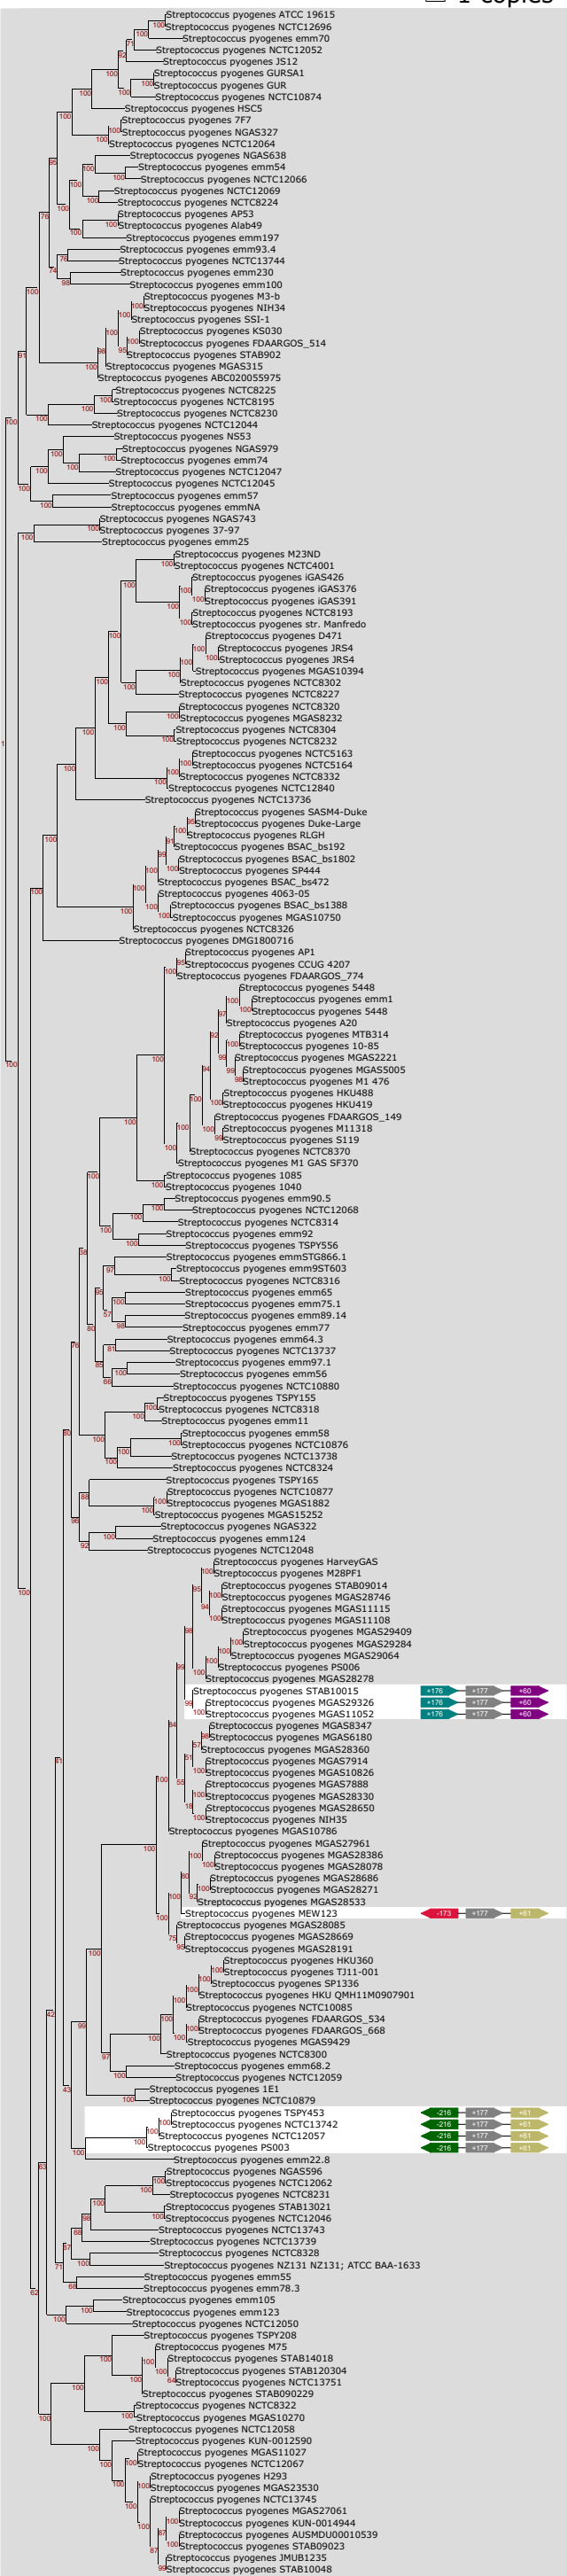 1 copies
Streptococcus pyogenes ATCC 19615
Streptococcus pyogenes NCTC12696
Streptococcus pyogenes emm70
Streptococcus pyogenes NCTC12052
Streptococcus pyogenes JS12
Streptococcus pyogenes GURSA1
Streptococcus pyogenes GUR
Streptococcus pyogenes NCTC10874
Streptococcus pyogenes HSC5
Streptococcus pyogenes 7F7
Streptococcus pyogenes NGAS327
Streptococcus pyogenes NCTC12064
Streptococcus pyogenes NGAS638
Streptococcus pyogenes emm54
Streptococcus pyogenes NCTC12066
Streptococcus pyogenes NCTC12069
Streptococcus pyogenes NCTC8224
Streptococcus pyogenes AP53
Streptococcus pyogenes Alab49
Streptococcus pyogenes emm197
Streptococcus pyogenes emm93.4
Streptococcus pyogenes NCTC13744
Streptococcus pyogenes emm230
Streptococcus pyogenes emm100
Streptococcus pyogenes M3-b
Streptococcus pyogenes NIH34
Streptococcus pyogenes SSI-1
Streptococcus pyogenes KS030
Streptococcus pyogenes FDAARGOS_514
Streptococcus pyogenes STAB902
Streptococcus pyogenes MGAS315
Streptococcus pyogenes ABC020055975
Streptococcus pyogenes NCTC8225
Streptococcus pyogenes NCTC8195
Streptococcus pyogenes NCTC8230
Streptococcus pyogenes NCTC12044
Streptococcus pyogenes NS53
Streptococcus pyogenes NGAS979
Streptococcus pyogenes emm74
Streptococcus pyogenes NCTC12047
Streptococcus pyogenes NCTC12045
Streptococcus pyogenes emm57
Streptococcus pyogenes emmNA
Streptococcus pyogenes NGAS743
Streptococcus pyogenes 37-97
Streptococcus pyogenes emm25
Streptococcus pyogenes M23ND
Streptococcus pyogenes NCTC4001
Streptococcus pyogenes iGAS426
Streptococcus pyogenes iGAS376
Streptococcus pyogenes iGAS391
Streptococcus pyogenes NCTC8193
Streptococcus pyogenes str. Manfredo
Streptococcus pyogenes D471
Streptococcus pyogenes JRS4
Streptococcus pyogenes JRS4
Streptococcus pyogenes MGAS10394
Streptococcus pyogenes NCTC8302
Streptococcus pyogenes NCTC8227
Streptococcus pyogenes NCTC8320
Streptococcus pyogenes MGAS8232
Streptococcus pyogenes NCTC8304
Streptococcus pyogenes NCTC8232
Streptococcus pyogenes NCTC5163
Streptococcus pyogenes NCTC5164
Streptococcus pyogenes NCTC8332
Streptococcus pyogenes NCTC12840
Streptococcus pyogenes NCTC13736
Streptococcus pyogenes SASM4-Duke
Streptococcus pyogenes Duke-Large
Streptococcus pyogenes RLGH
Streptococcus pyogenes BSAC_bs192
Streptococcus pyogenes BSAC_bs1802
Streptococcus pyogenes SP444
Streptococcus pyogenes BSAC_bs472
Streptococcus pyogenes 4063-05
Streptococcus pyogenes BSAC_bs1388
Streptococcus pyogenes MGAS10750
Streptococcus pyogenes NCTC8326
Streptococcus pyogenes DMG1800716
Streptococcus pyogenes AP1
Streptococcus pyogenes CCUG 4207
Streptococcus pyogenes FDAARGOS_774
Streptococcus pyogenes 5448
Streptococcus pyogenes emm1
Streptococcus pyogenes 5448
Streptococcus pyogenes A20
Streptococcus pyogenes MTB314
Streptococcus pyogenes 10-85
Streptococcus pyogenes MGAS2221
Streptococcus pyogenes MGAS5005
Streptococcus pyogenes M1 476
Streptococcus pyogenes HKU488
Streptococcus pyogenes HKU419
Streptococcus pyogenes FDAARGOS_149
Streptococcus pyogenes M11318
Streptococcus pyogenes S119
Streptococcus pyogenes NCTC8370
Streptococcus pyogenes M1 GAS SF370
Streptococcus pyogenes 1085
Streptococcus pyogenes 1040
Streptococcus pyogenes emm90.5
Streptococcus pyogenes NCTC12068
Streptococcus pyogenes NCTC8314
Streptococcus pyogenes emm92
Streptococcus pyogenes TSPY556
Streptococcus pyogenes emmSTG866.1
Streptococcus pyogenes emm9ST603
Streptococcus pyogenes NCTC8316
Streptococcus pyogenes emm65
Streptococcus pyogenes emm75.1
Streptococcus pyogenes emm89.14
Streptococcus pyogenes emm77
Streptococcus pyogenes emm64.3
Streptococcus pyogenes NCTC13737
Streptococcus pyogenes emm97.1
Streptococcus pyogenes emm56
Streptococcus pyogenes NCTC10880
Streptococcus pyogenes TSPY155
Streptococcus pyogenes NCTC8318
Streptococcus pyogenes emm11
Streptococcus pyogenes emm58
Streptococcus pyogenes NCTC10876
Streptococcus pyogenes NCTC13738
Streptococcus pyogenes NCTC8324
Streptococcus pyogenes TSPY165
Streptococcus pyogenes NCTC10877
Streptococcus pyogenes MGAS1882
Streptococcus pyogenes MGAS15252
Streptococcus pyogenes NGAS322
Streptococcus pyogenes emm124
Streptococcus pyogenes NCTC12048
Streptococcus pyogenes HarveyGAS
Streptococcus pyogenes M28PF1
Streptococcus pyogenes STAB09014
Streptococcus pyogenes MGAS28746
Streptococcus pyogenes MGAS11115
Streptococcus pyogenes MGAS11108
Streptococcus pyogenes MGAS29409
Streptococcus pyogenes MGAS29284
Streptococcus pyogenes MGAS29064
Streptococcus pyogenes PS006
Streptococcus pyogenes MGAS28278
Streptococcus pyogenes STAB10015 +176 +177 +60
Streptococcus pyogenes MGAS29326 +176 +177 +60
Streptococcus pyogenes MGAS11052 +176 +177 +60
Streptococcus pyogenes MGAS8347
Streptococcus pyogenes MGAS6180
Streptococcus pyogenes MGAS28360
Streptococcus pyogenes MGAS7914
Streptococcus pyogenes MGAS10826
Streptococcus pyogenes MGAS7888
Streptococcus pyogenes MGAS28330
Streptococcus pyogenes MGAS28650
Streptococcus pyogenes NIH35
Streptococcus pyogenes MGAS10786
Streptococcus pyogenes MGAS27961
Streptococcus pyogenes MGAS28386
Streptococcus pyogenes MGAS28078
Streptococcus pyogenes MGAS28686
Streptococcus pyogenes MGAS28271
Streptococcus pyogenes MGAS28533
Streptococcus pyogenes MEW123 -173 +177 +61
Streptococcus pyogenes MGAS28085
Streptococcus pyogenes MGAS28669
Streptococcus pyogenes MGAS28191
Streptococcus pyogenes HKU360
Streptococcus pyogenes TJ11-001
Streptococcus pyogenes SP1336
Streptococcus pyogenes HKU QMH11M0907901
Streptococcus pyogenes NCTC10085
Streptococcus pyogenes FDAARGOS_534
Streptococcus pyogenes FDAARGOS_668
Streptococcus pyogenes MGAS9429
Streptococcus pyogenes NCTC8300
Streptococcus pyogenes emm68.2
Streptococcus pyogenes NCTC12059
Streptococcus pyogenes 1E1
Streptococcus pyogenes NCTC10879
Streptococcus pyogenes TSPY453 -216 +177 +61
Streptococcus pyogenes NCTC13742 -216 +177 +61
Streptococcus pyogenes NCTC12057 -216 +177 +61
Streptococcus pyogenes PS003 -216 +177 +61
Streptococcus pyogenes emm22.8
Streptococcus pyogenes NGAS596
Streptococcus pyogenes NCTC12062
Streptococcus pyogenes NCTC8231
Streptococcus pyogenes STAB13021
Streptococcus pyogenes NCTC12046
Streptococcus pyogenes NCTC13743
Streptococcus pyogenes NCTC13739
Streptococcus pyogenes NCTC8328
Streptococcus pyogenes NZ131 NZ131; ATCC BAA-1633
Streptococcus pyogenes emm55
Streptococcus pyogenes emm78.3
Streptococcus pyogenes emm105
Streptococcus pyogenes emm123
Streptococcus pyogenes NCTC12050
Streptococcus pyogenes TSPY208
Streptococcus pyogenes M75
Streptococcus pyogenes STAB14018
Streptococcus pyogenes STAB120304
Streptococcus pyogenes NCTC13751
Streptococcus pyogenes STAB090229
Streptococcus pyogenes NCTC8322
Streptococcus pyogenes MGAS10270
Streptococcus pyogenes NCTC12058
Streptococcus pyogenes KUN-0012590
Streptococcus pyogenes MGAS11027
Streptococcus pyogenes NCTC12067
Streptococcus pyogenes H293
Streptococcus pyogenes MGAS23530
Streptococcus pyogenes NCTC13745
Streptococcus pyogenes MGAS27061
Streptococcus pyogenes KUN-0014944
Streptococcus pyogenes AUSMDU00010539
Streptococcus pyogenes STAB09023
Streptococcus pyogenes JMUB1235
Streptococcus pyogenes STAB10048